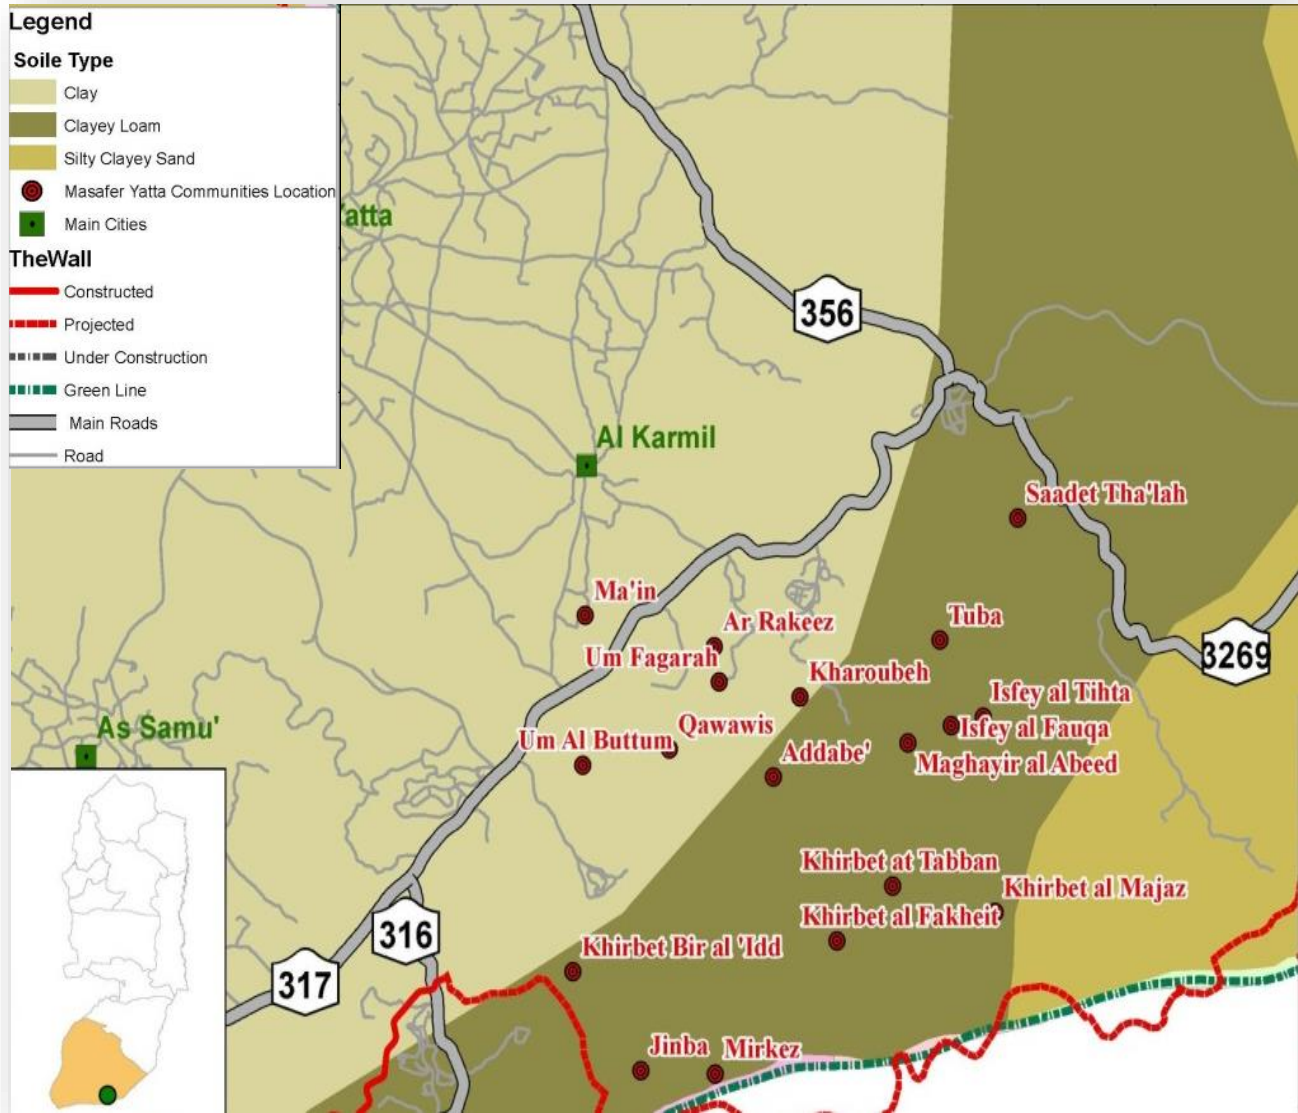 Legend
Soile Type
Clay
Clayey Loam
Silty Clayey Sand
Masafer Yatta Communities Location
Main Cities
TheWall
Constructed
Projected
Under Construction
Green Line
Main Roads
Road
atta
356
Al Karmil
Saadet Tha'lah
Ma'in
Ar Rakeez
Tuba
Um Fagarah
Kharoubeh
3269
Isfey al Tihta
As Samu'
Qawawis
Isfey al Fauqa
Um Al Buttum
Addabe'
Maghayir al Abeed
Khirbet at Tabban
Khirbet al Majaz
Khirbet al Fakheit
316
Khirbet Bir al 'Idd
317
Jinba
Mirkez